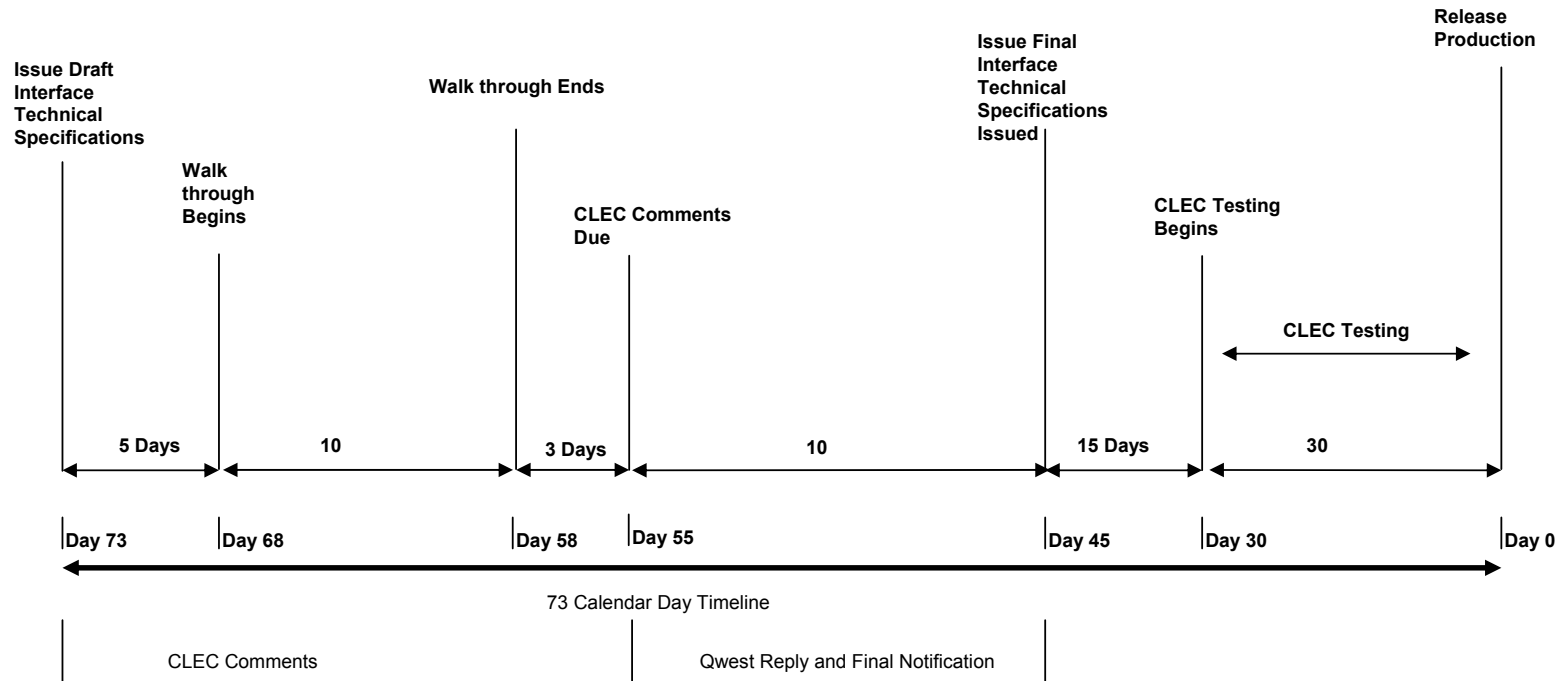 Release
Production
Issue Final
Interface
Technical
Specifications
Issued
Issue Draft
Interface
Technical
Specifications
Walk through Ends
Walk
through
Begins
CLEC Comments
Due
CLEC Testing
Begins
CLEC Testing
5 Days
10
3 Days
10
15 Days
30
Day 73
Day 68
Day 58
Day 55
Day 45
Day 30
Day 0
73 Calendar Day Timeline
CLEC Comments
Qwest Reply and Final Notification